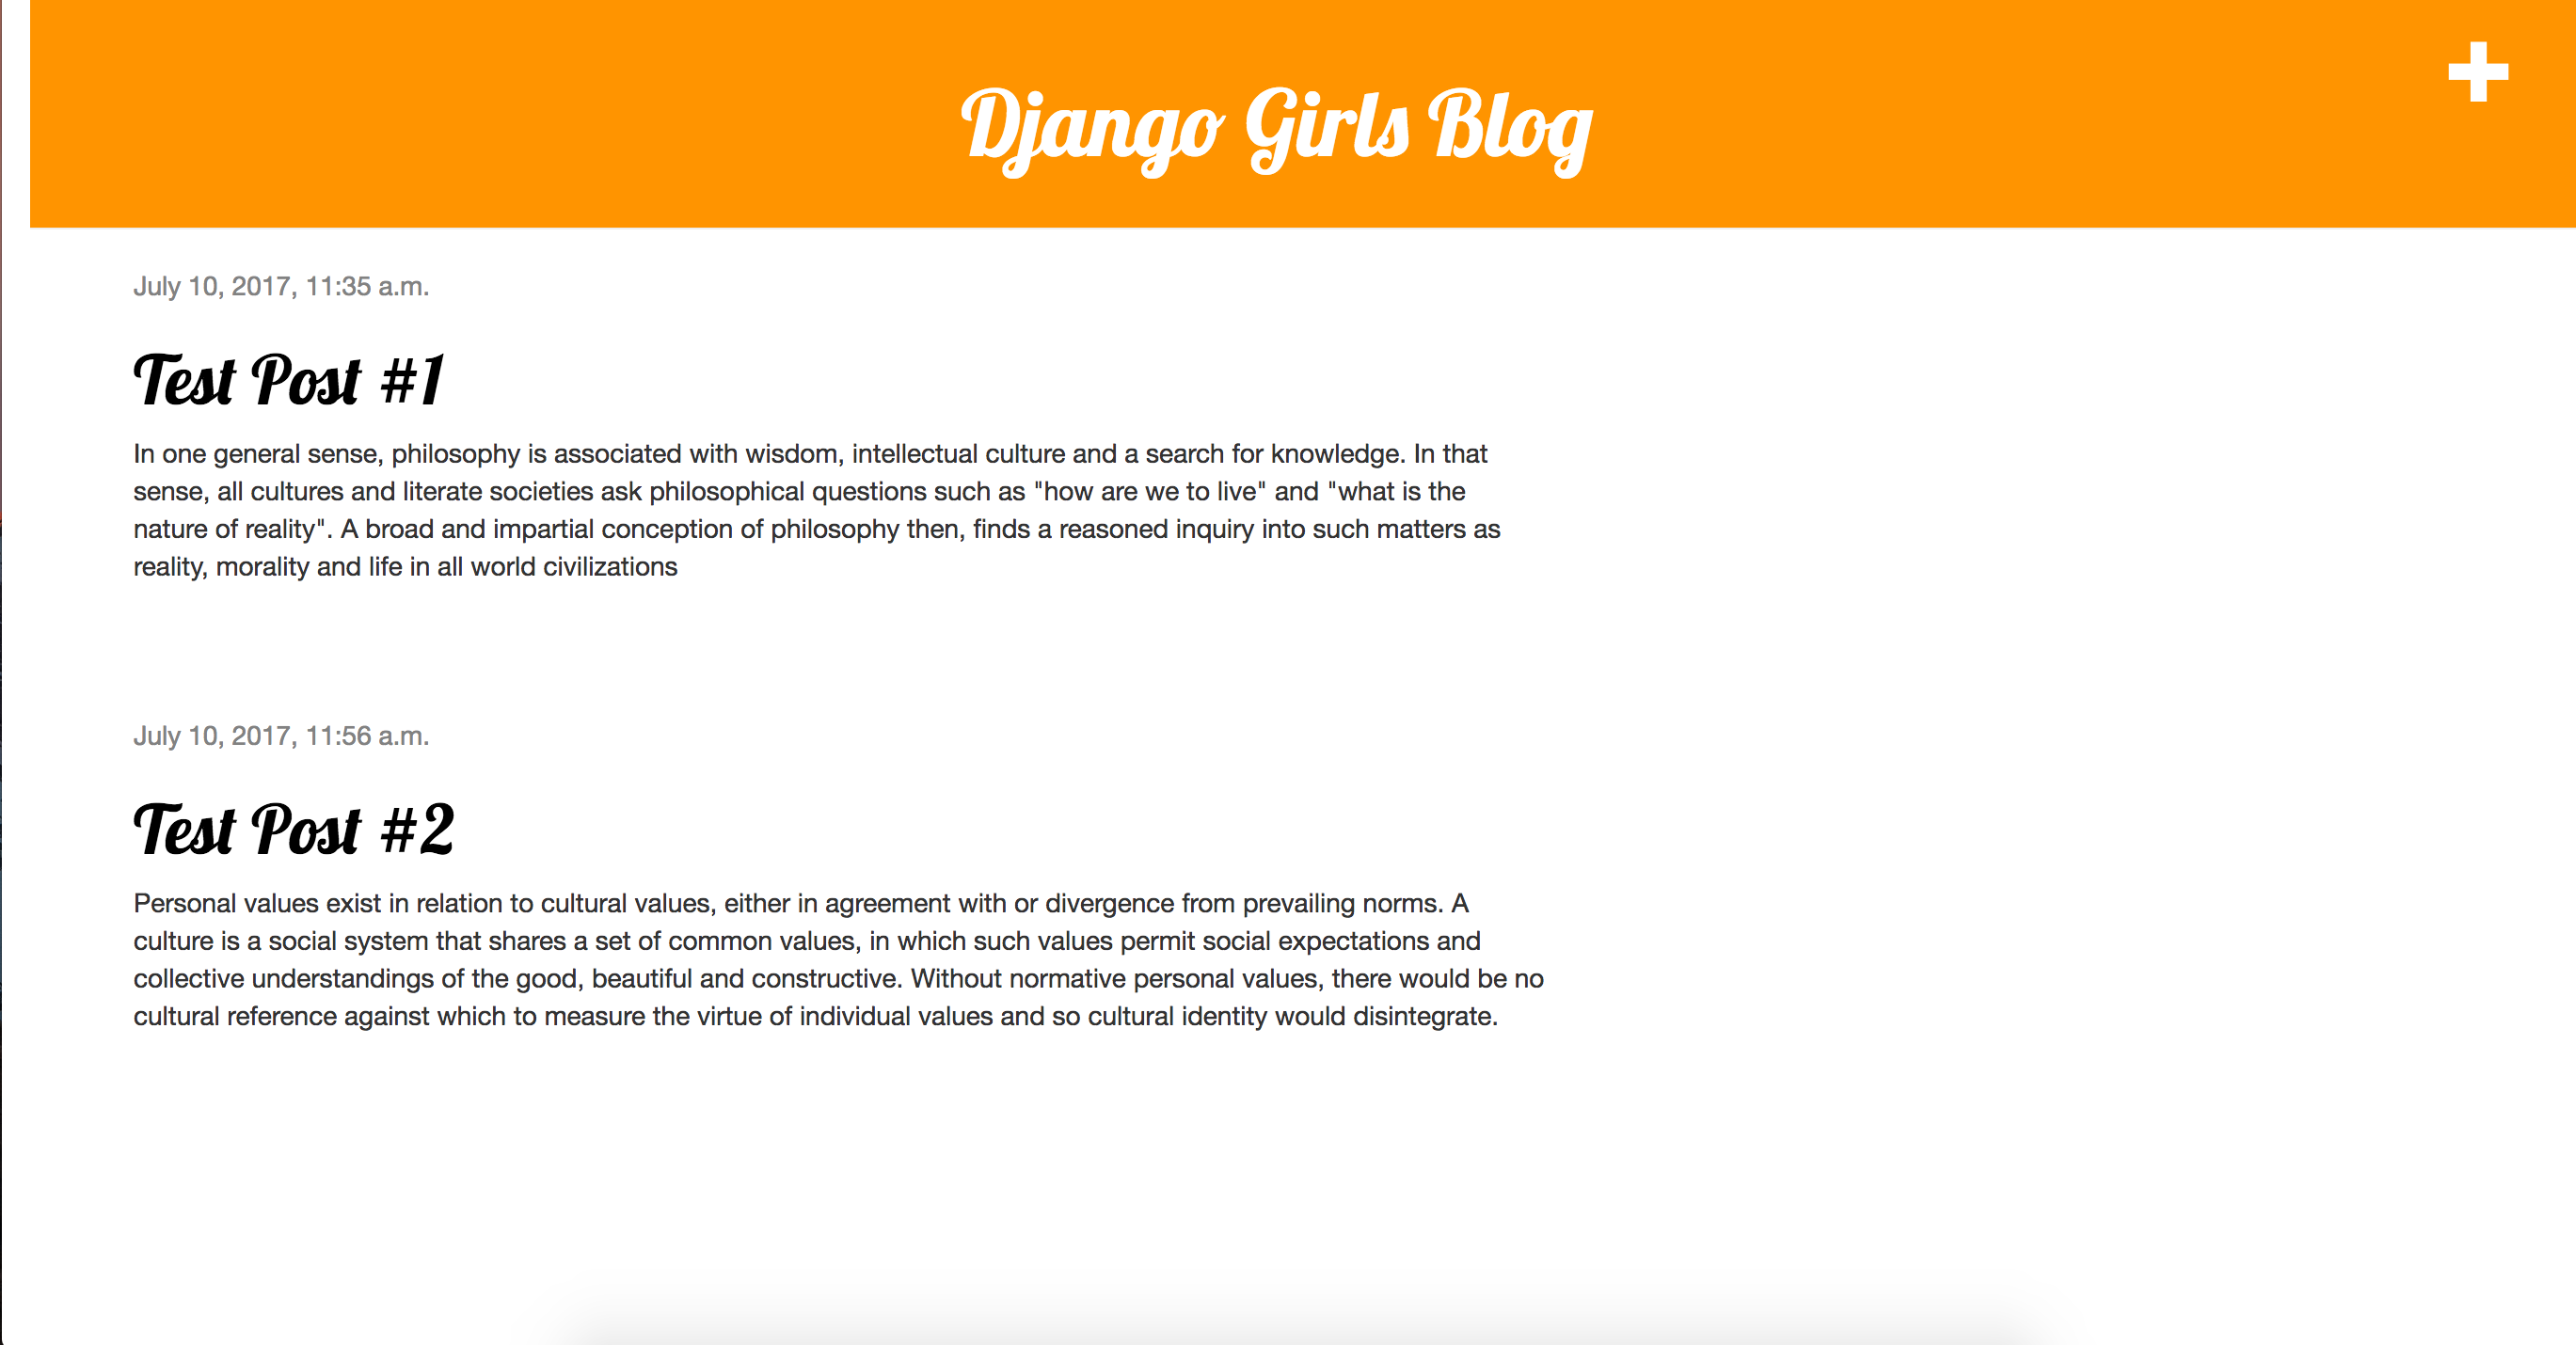 Django Girls Blog
July 10, 2017, 11:35 a.m.
Test Post #1
In one general sense, philosophy is associated with wisdom, intellectual culture and a search for knowledge. In that
sense, all cultures and literate societies ask philosophical questions such as "how are we to live" and "what is the
nature of reality". A broad and impartial conception of philosophy then, finds a reasoned inquiry into such matters as
reality, morality and life in all world civilizations
July 10, 2017, 11:56 a.m.
Test Post #2
Personal values exist in relation to cultural values, either in agreement with or divergence from prevailing norms. A
culture is a social system that shares a set of common values, in which such values permit social expectations and
collective understandings of the good, beautiful and constructive. Without normative personal values, there would be no
cultural reference against which to measure the virtue of individual values and so cultural identity would disintegrate.